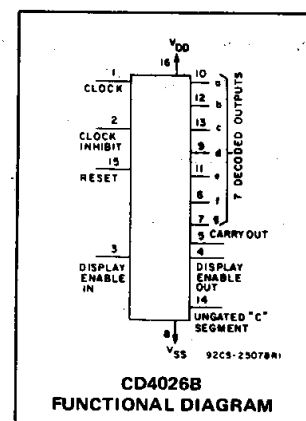 VDD
16
1
CLOCK
10 a
12 b
2
CLOCK
INHIBIT
13 c
9 d
15
RESET
11 e
6 f
7 g
7 DECODED OUTPUTS
5 CARRY OUT
3
DISPLAY
ENABLE
IN
4
DISPLAY
ENABLE
OUT
14
UNGATED "C"
SEGMENT
8
VSS
92CS-25078R1
CD4026B
FUNCTIONAL DIAGRAM